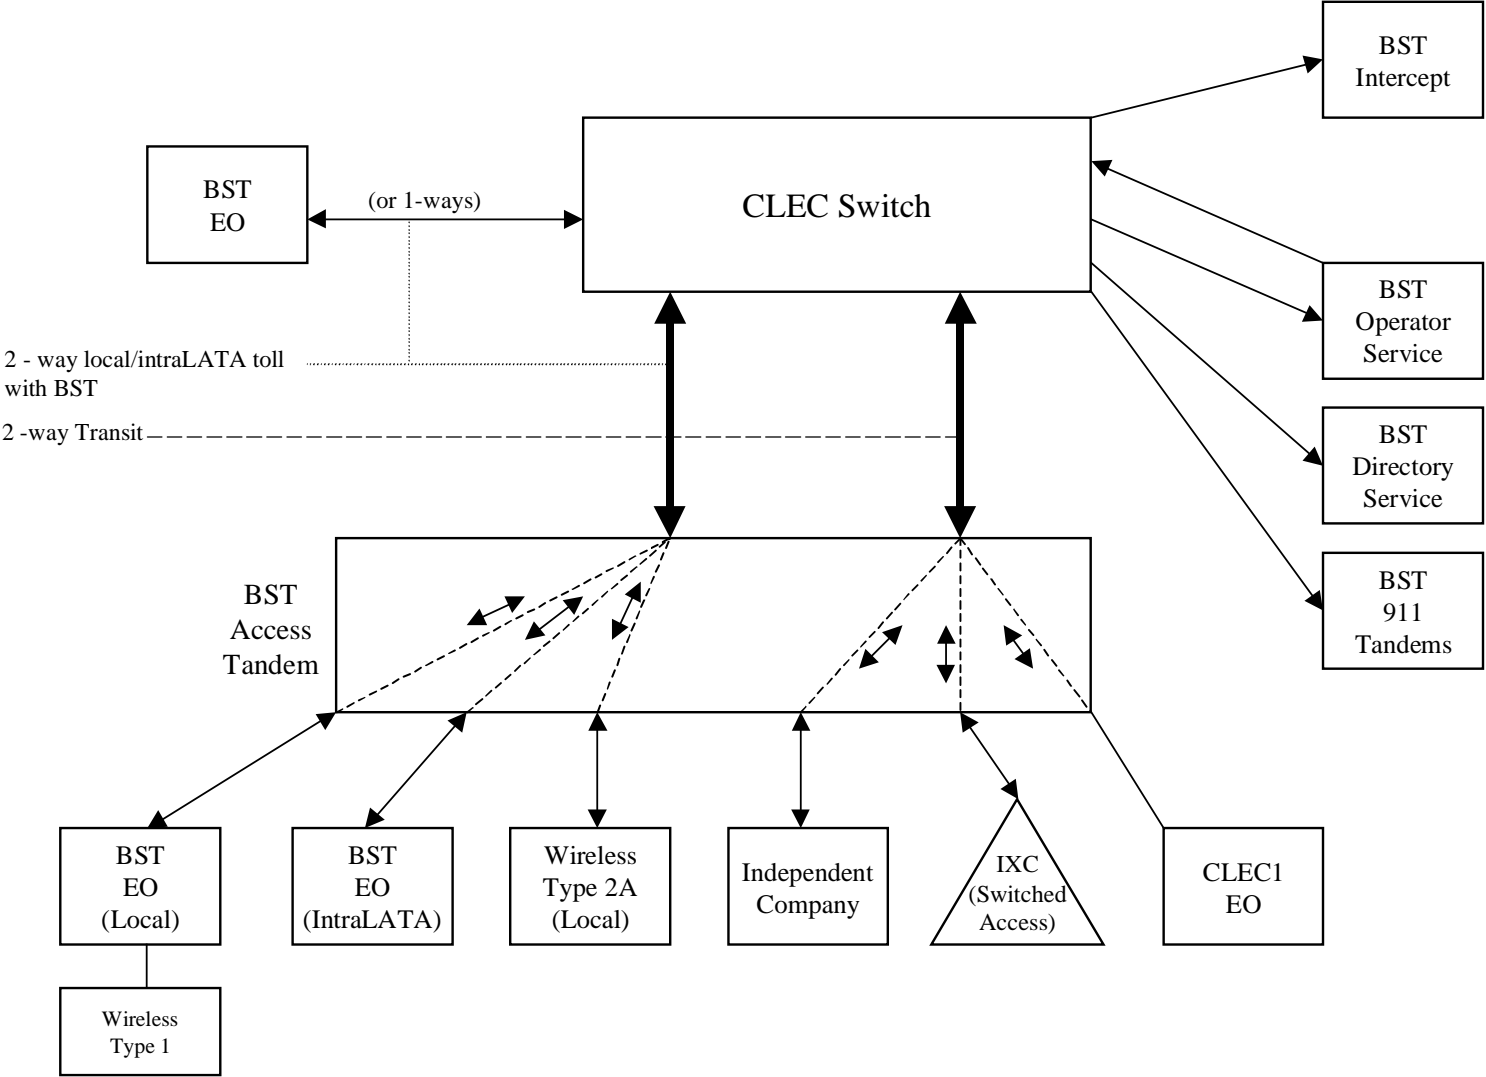 BST
Intercept
BST
EO
(or 1-ways)
CLEC Switch
BST
Operator
Service
2 - way local/intraLATA toll
with BST
2 -way Transit
BST
Directory
Service
BST
911
Tandems
BST
Access
Tandem
BST
EO
(Local)
BST
EO
(IntraLATA)
Wireless
Type 2A
(Local)
Independent
Company
IXC
(Switched
Access)
CLEC1
EO
Wireless
Type 1